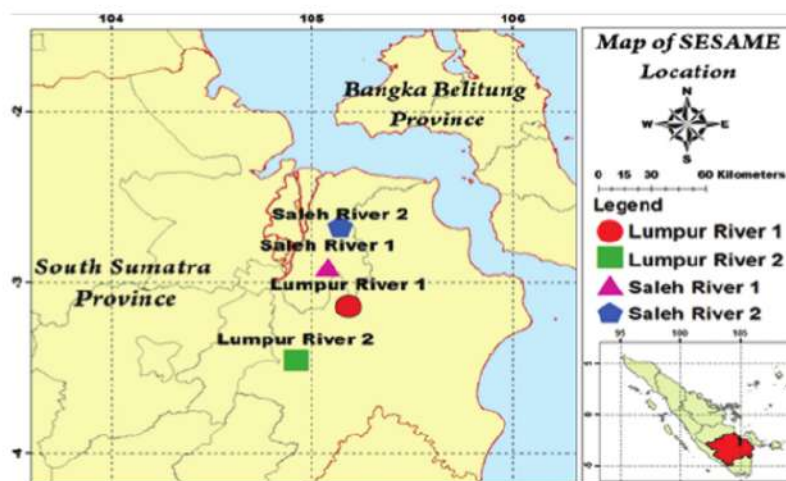 104 105 106
Bangka Belitung
Province
-2
Saleh River 2
Saleh River 1
South Sumatra
Province
-3
Lumpur River 1
Lumpur River 2
-4
Map of SESAME
Location
N
W E
S
0 15 30 60 Kilometers
Legend
Lumpur River 1
Lumpur River 2
Saleh River 1
Saleh River 2
95 100 105
0